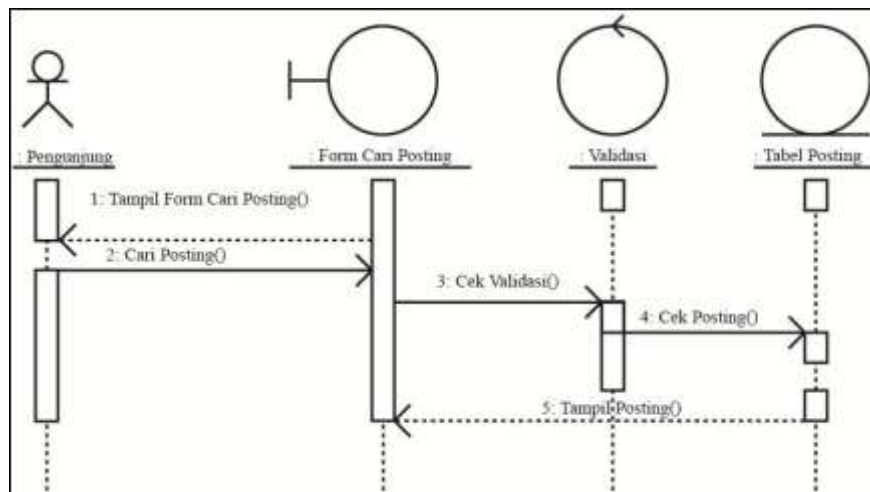 : Pengunjung
: Form Cari Posting
: Validasi
: Tabel Posting
1: Tampil Form Cari Posting()
2: Cari Posting()
3: Cek Validasi()
4: Cek Posting()
5: Tampil Posting()